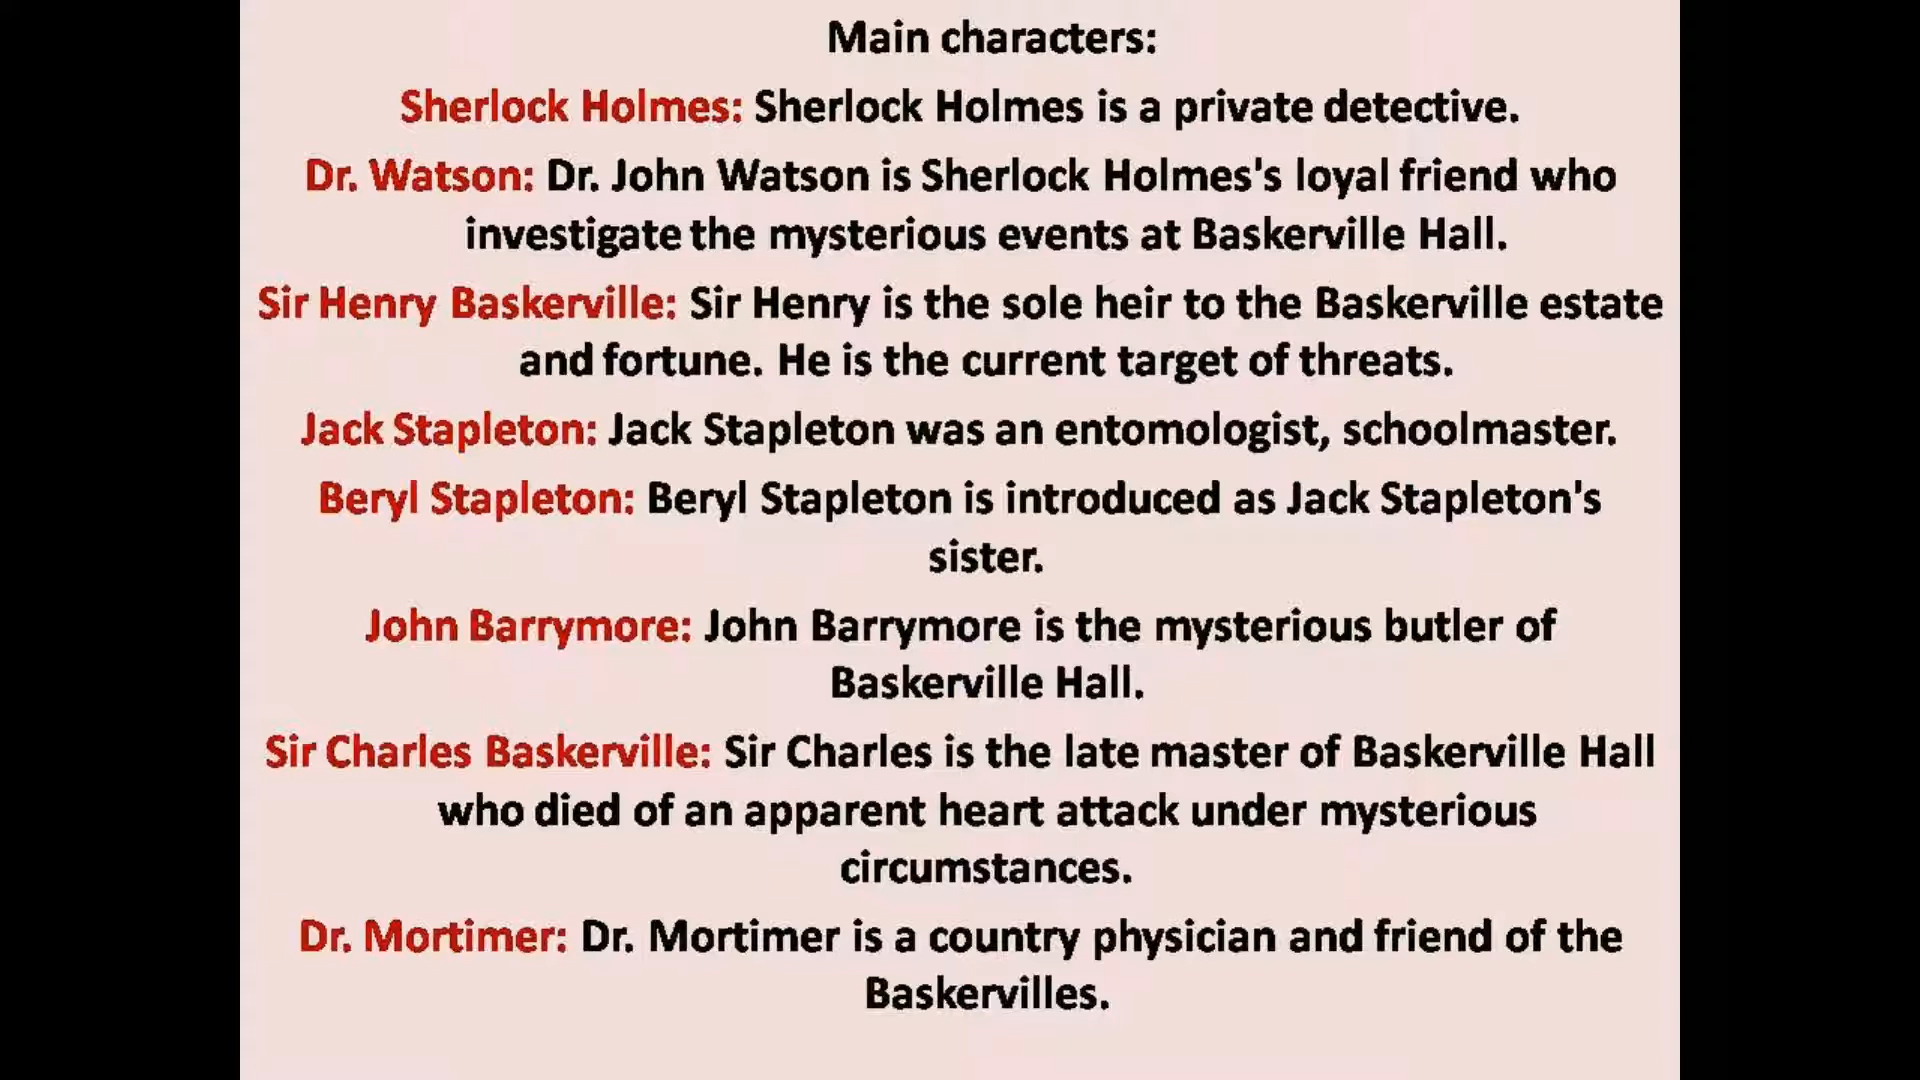 Main characters:
Sherlock Holmes: Sherlock Holmes is a private detective.
Dr. Watson: Dr. John Watson is Sherlock Holmes's loyal friend who
investigate the mysterious events at Baskerville Hall.
Sir Henry Baskerville: Sir Henry is the sole heir to the Baskerville estate
and fortune. He is the current target of threats.
Jack Stapleton: Jack Stapleton was an entomologist, schoolmaster.
Beryl Stapleton: Beryl Stapleton is introduced as Jack Stapleton's
sister.
John Barrymore: John Barrymore is the mysterious butler of
Baskerville Hall.
Sir Charles Baskerville: Sir Charles is the late master of Baskerville Hall
who died of an apparent heart attack under mysterious
circumstances.
Dr. Mortimer: Dr. Mortimer is a country physician and friend of the
Baskervilles.